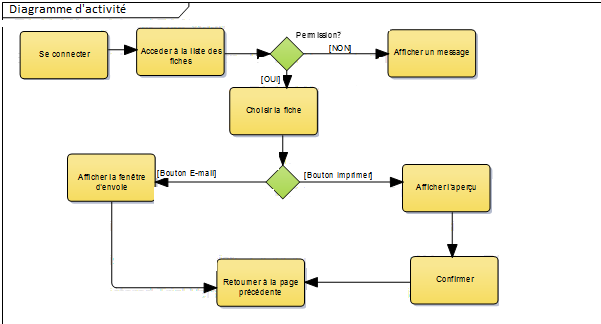 Diagramme d'activité
Permission?
Se connecter
Acceder à la liste des
fiches
[NON]
Afficher un message
[OUI]
Choisir la fiche
[Bouton E-mail]
[Bouton Imprimer]
Afficher la fenêtre
d'envoie
Afficher l'aperçu
Retourner à la page
précédente
Confirmer